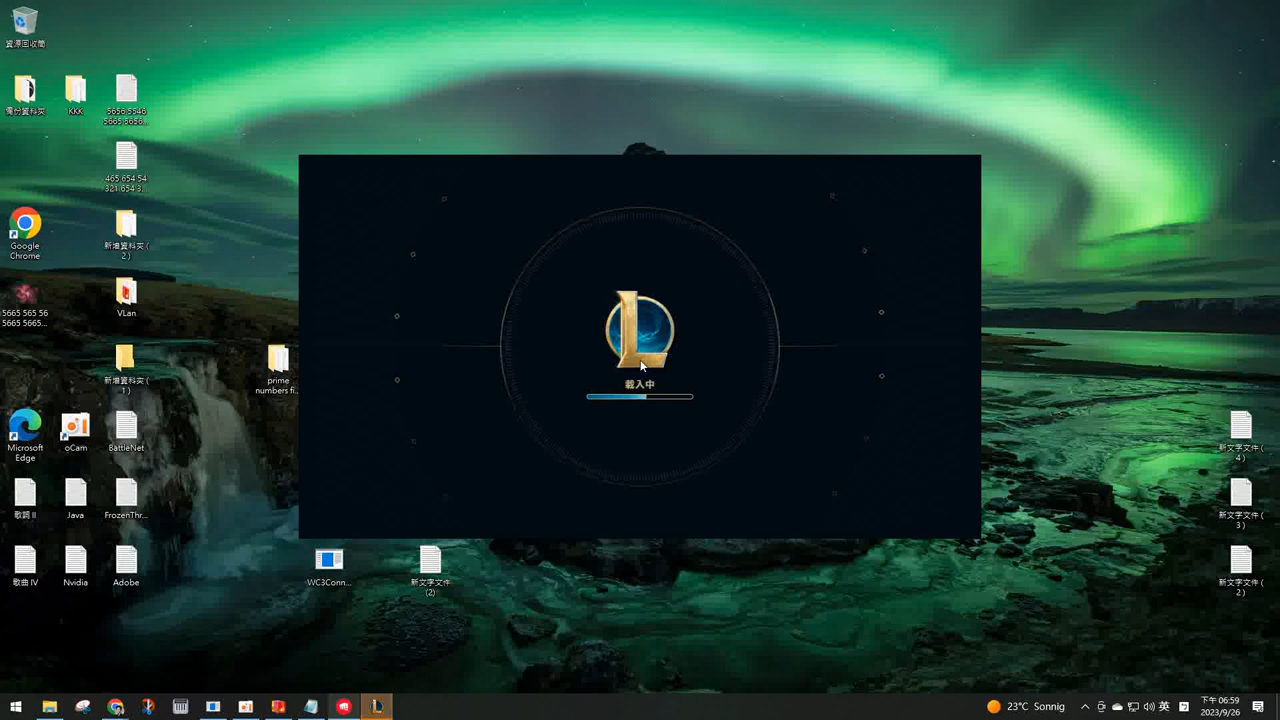 資源回收筒
備份資料夾
KKK
5656 5546
5665 5656...
465 654 54
321 654 3...
Google
Chrome
新增資料夾 (
2 )
5665 565 56
5665 5665...
VLan
新增資料夾 (
1 )
prime
numbers fi...
Microsoft
Edge
oCam
BattleNet
歌詞 II
Java
FrozenThr...
歌曲 IV
Nvidia
Adobe
WC3Conn...
新文字文件
(2)
載入中
新文字文件 (
4 )
新文字文件 (
3 )
新文字文件 (
2 )
23°C Sonnig
英
下午 06:59
2023/9/26